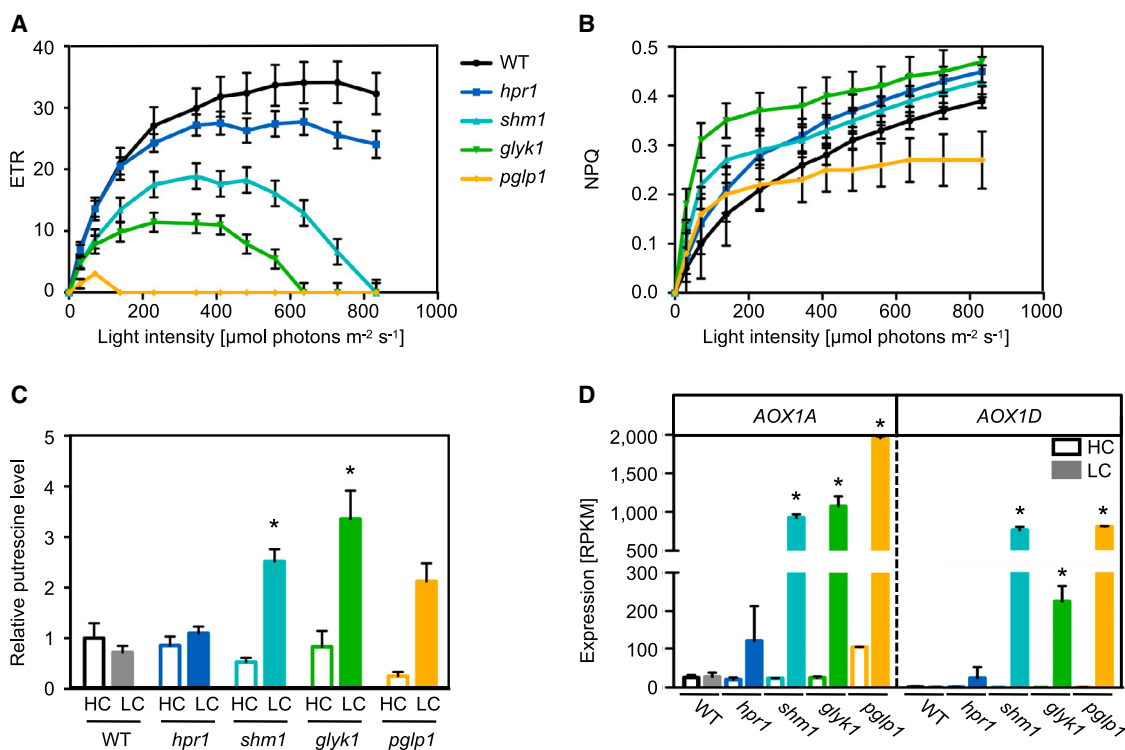 A
40
30
20
10
0
ETR
0
200
400
600
800
1000
Light intensity [µmol photons m-2 s-1]
WT
hpr1
shm1
glyk1
pglp1
B
0.5
0.4
0.3
0.2
0.1
0.0
NPQ
0
200
400
600
800
1000
Light intensity [µmol photons m-2 s-1]
C
5
4
3
2
1
0
Relative putrescine level
* *
HC LC HC LC HC LC HC LC HC LC
WT hpr1 shm1 glyk1 pglp1
D
AOX1A AOX1D
2,000
1,500
1,000
500
300
200
100
0
Expression [RPKM]
* * * * * *
HC
LC
WT hpr1 shm1 glyk1 pglp1 WT hpr1 shm1 glyk1 pglp1